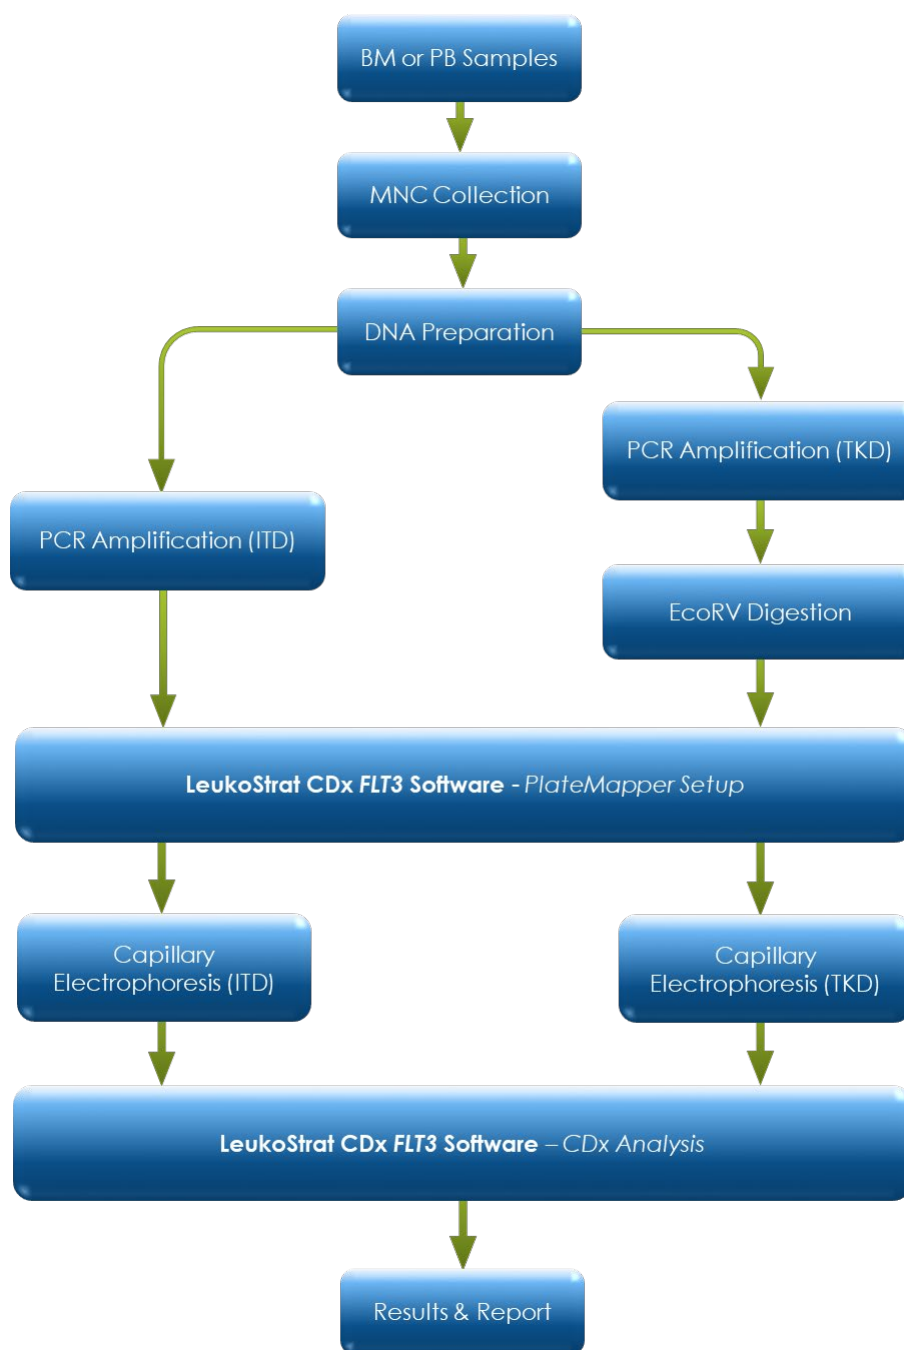 BM or PB Samples
MNC Collection
DNA Preparation
PCR Amplification (TKD)
PCR Amplification (ITD)
EcoRV Digestion
LeukoStrat CDx FLT3 Software - PlateMapper Setup
Capillary
Electrophoresis (ITD)
Capillary
Electrophoresis (TKD)
LeukoStrat CDx FLT3 Software – CDx Analysis
Results & Report